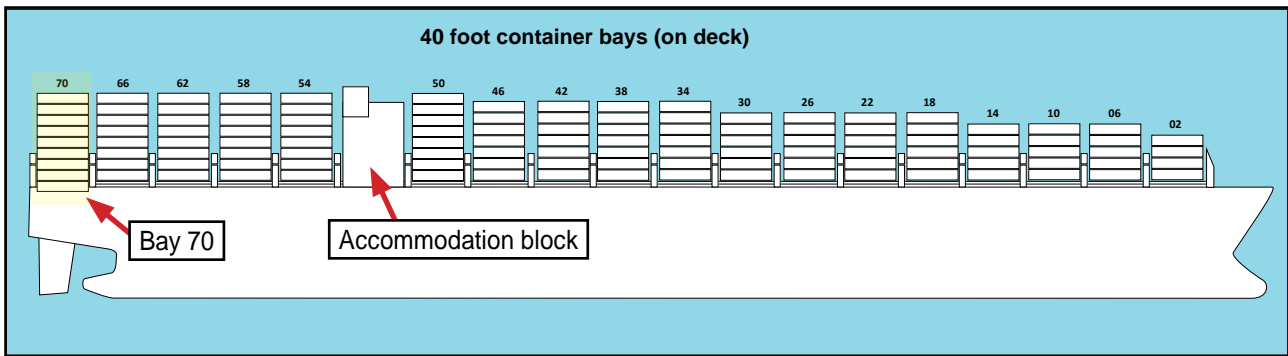 40 foot container bays (on deck)
70 66 62 58 54 50 46 42 38 34 30 26 22 18 14 10 06 02
Bay 70
Accommodation block